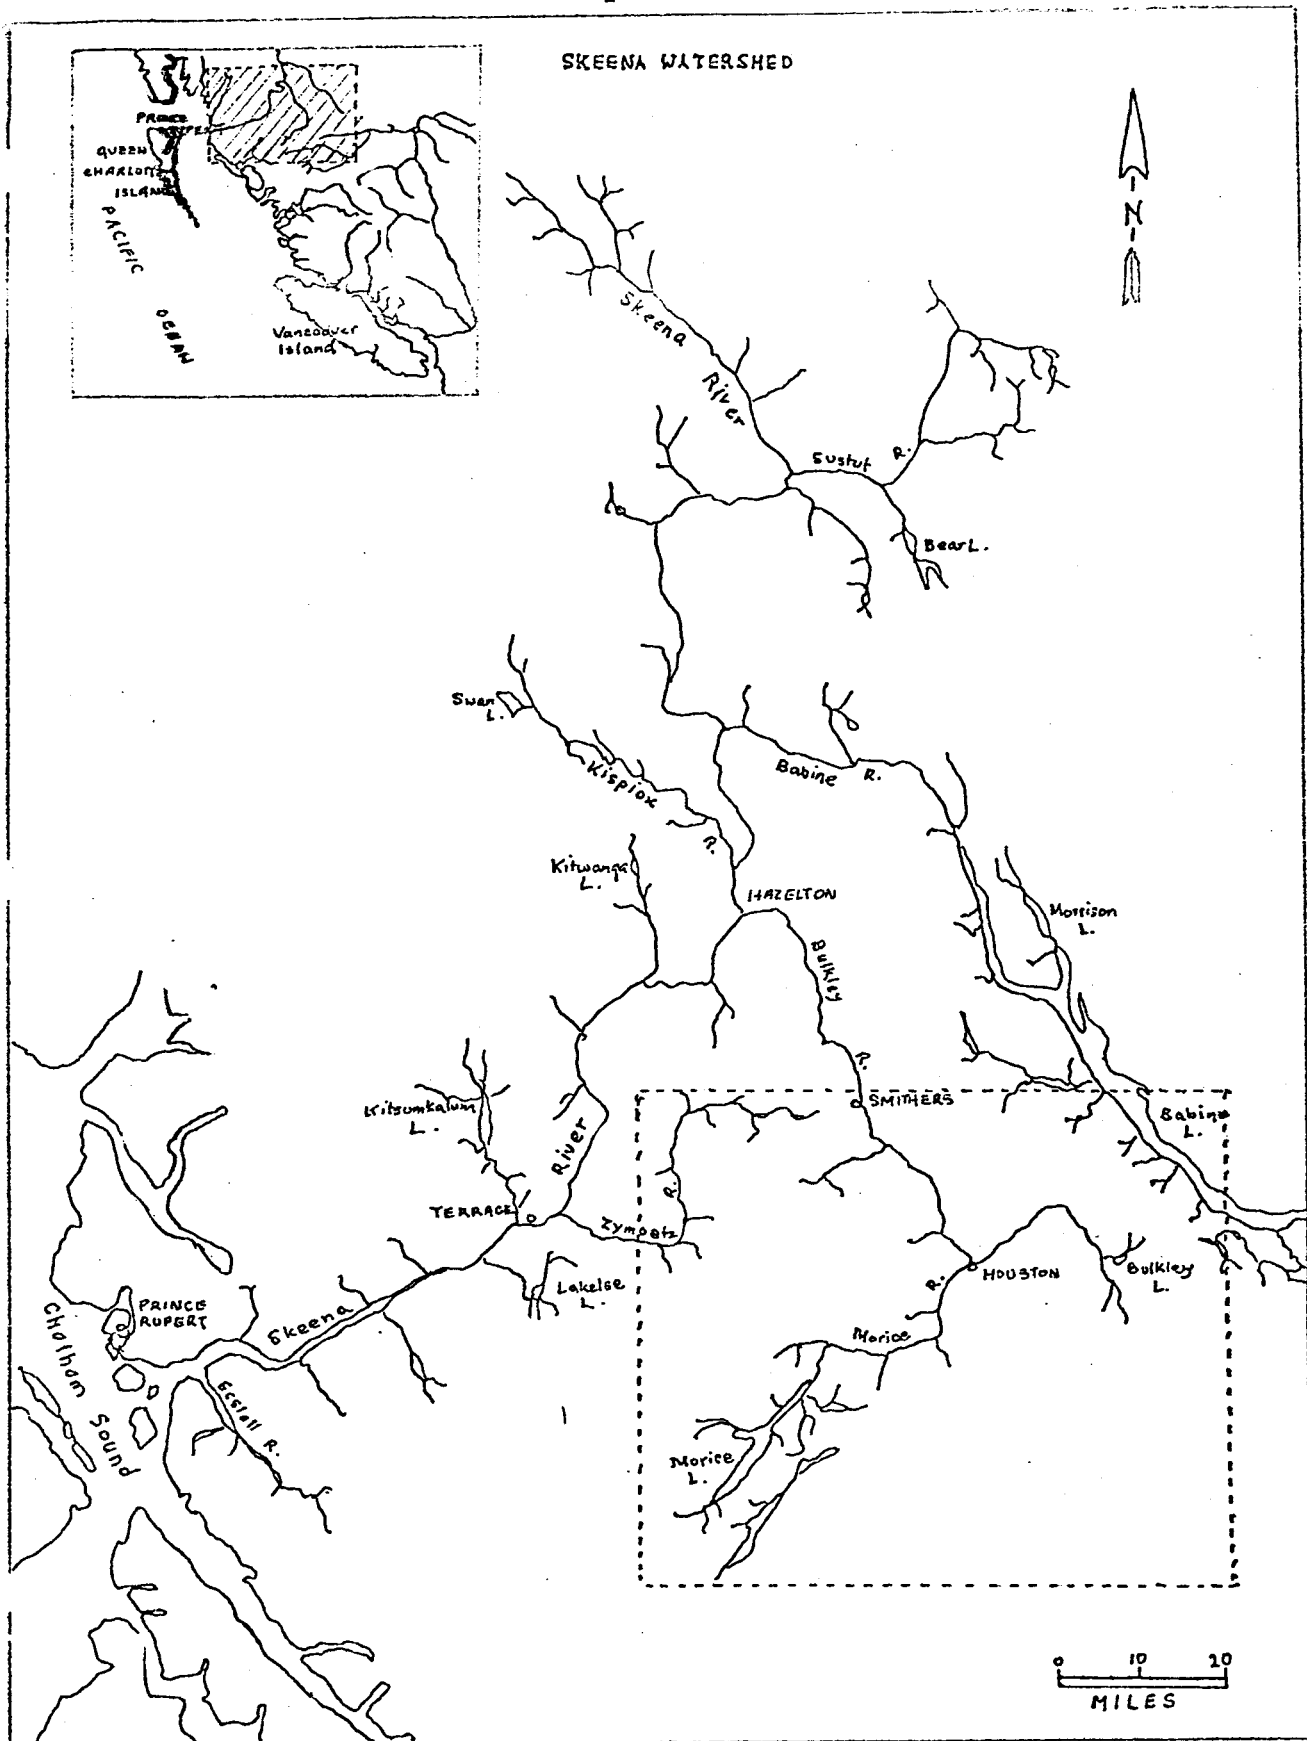 SKEENA WATERSHED
PRINCE
QUEEN
CHARLOTTE
ISLAND
PACIFIC
OCEAN
Vancouver
Island
N
Skeena
River
Sustut
R.
Bear L.
Swan
L.
Kispiox
R.
Babine
R.
Kitwanga
L.
HAZELTON
Morrison
L.
Bulkley
R.
SMITHERS
Babine
L.
Kitsumkalum
L.
River
R.
TERRACE
Zymoetz
Lakelse
L.
HOUSTON
Bulkley
L.
R.
Morice
PRINCE
RUPERT
Skeena
Chatham
Sound
Ecstall R.
Morice
L.
0 10 20
MILES